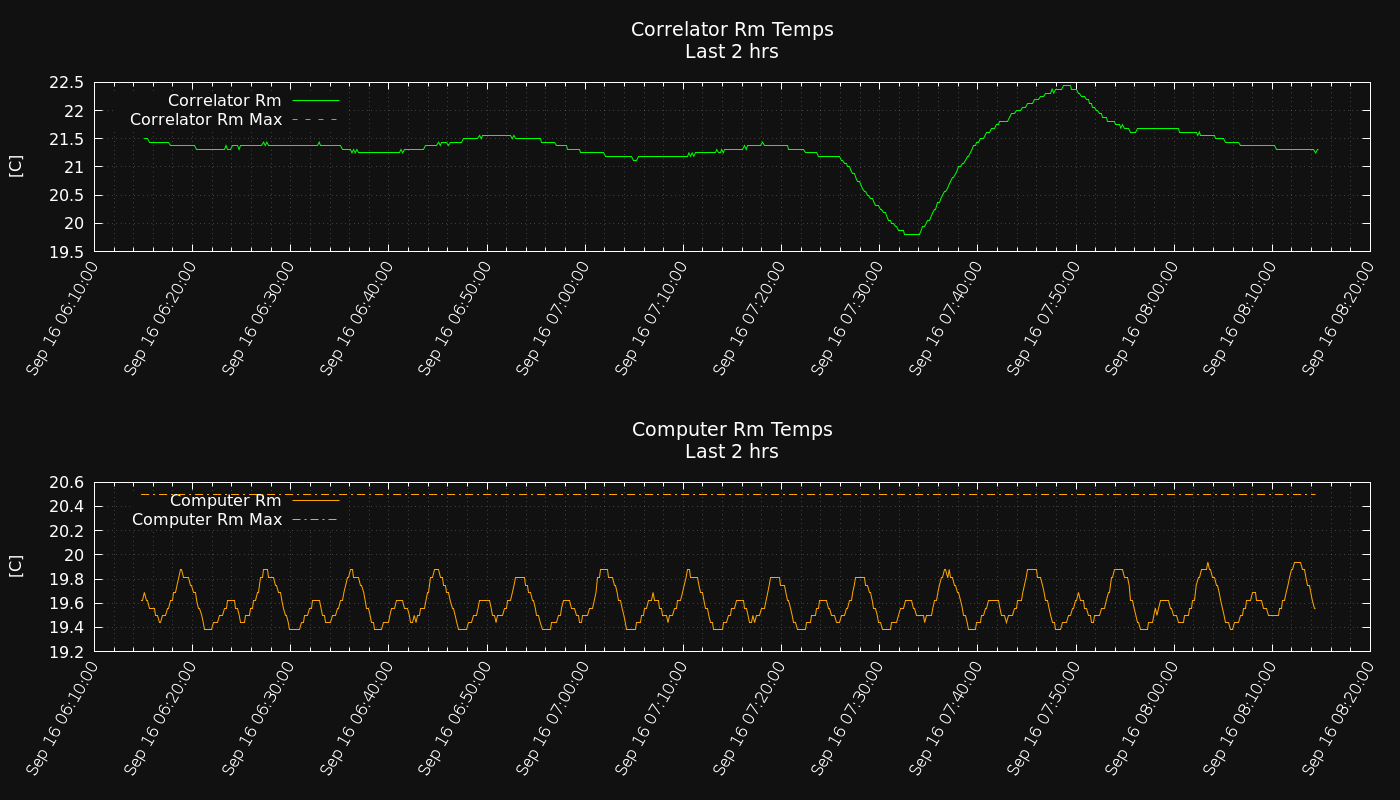 Correlator Rm Temps
Last 2 hrs
22.5
22
21.5
21
20.5
20
19.5
[C]
Correlator Rm
Correlator Rm Max
Sep 16 06:10:00
Sep 16 06:20:00
Sep 16 06:30:00
Sep 16 06:40:00
Sep 16 06:50:00
Sep 16 07:00:00
Sep 16 07:10:00
Sep 16 07:20:00
Sep 16 07:30:00
Sep 16 07:40:00
Sep 16 07:50:00
Sep 16 08:00:00
Sep 16 08:10:00
Sep 16 08:20:00
Computer Rm Temps
Last 2 hrs
20.6
20.4
20.2
20
19.8
19.6
19.4
19.2
[C]
Computer Rm
Computer Rm Max
Sep 16 06:10:00
Sep 16 06:20:00
Sep 16 06:30:00
Sep 16 06:40:00
Sep 16 06:50:00
Sep 16 07:00:00
Sep 16 07:10:00
Sep 16 07:20:00
Sep 16 07:30:00
Sep 16 07:40:00
Sep 16 07:50:00
Sep 16 08:00:00
Sep 16 08:10:00
Sep 16 08:20:00